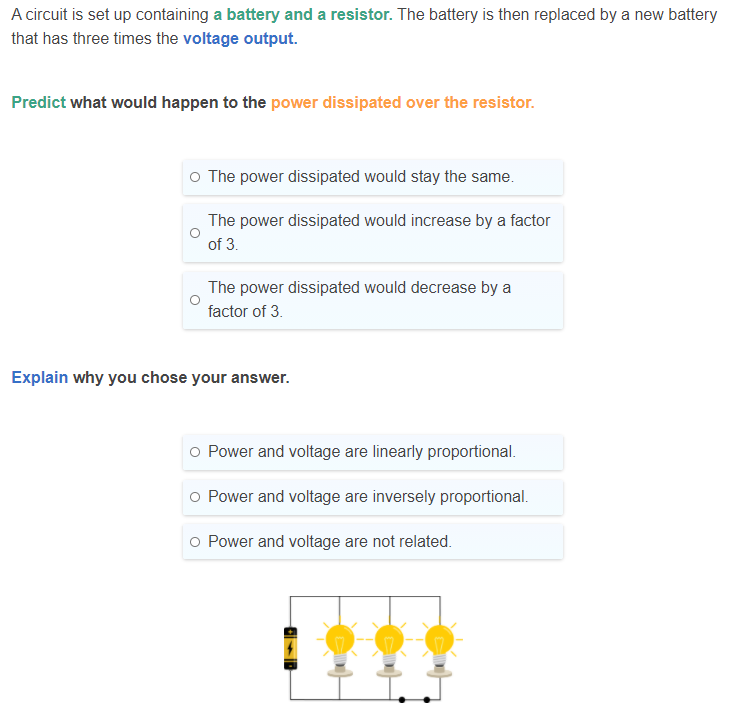 A circuit is set up containing a battery and a resistor. The battery is then replaced by a new battery
that has three times the voltage output.
Predict what would happen to the power dissipated over the resistor.
The power dissipated would stay the same.
The power dissipated would increase by a factor
of 3.
The power dissipated would decrease by a
factor of 3.
Explain why you chose your answer.
Power and voltage are linearly proportional.
Power and voltage are inversely proportional.
Power and voltage are not related.